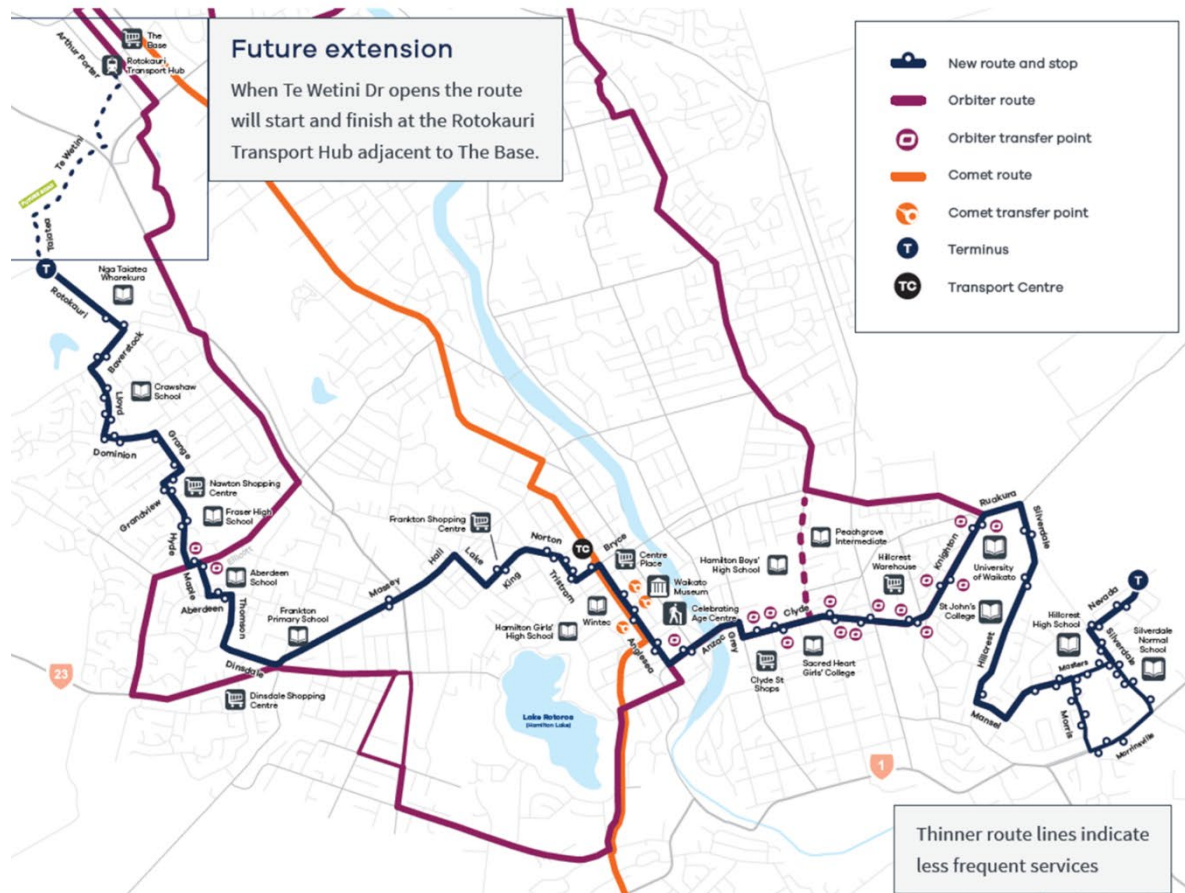 The
Base
Rotokauri
Transport Hub
Arthur Porter
Future extension
When Te Wetini Dr opens the route
will start and finish at the Rotokauri
Transport Hub adjacent to The Base.
New route and stop
Orbiter route
Orbiter transfer point
Comet route
Comet transfer point
T
Terminus
TC
Transport Centre
Te Wetini
Taiatea
T
Rotokauri
Nga Taiatea
Wharekura
Baverstock
Crawshaw
School
Lloyd
Dominion
Grange
Nawton Shopping
Centre
Grandview
Fraser High
School
Hyde
Elliott
Maple
Aberdeen
School
Aberdeen
Thomson
Frankton
Primary School
Dinsdale
23
Dinsdale Shopping
Centre
Massey
Hall
Lake
King
Frankton Shopping
Centre
Norton
Tristram
TC
Bryce
Centre
Place
Waikato
Museum
Celebrating
Age Centre
Wintec
Hamilton Girls'
High School
Anglesea
Lake Rotoroa
(Hamilton Lake)
Anzac
Grey
Clyde
Clyde St
Shops
Hamilton Boys'
High School
Peachgrove
Intermediate
Sacred Heart
Girls' College
Hillcrest
Warehouse
Knighton
Ruakura
Silverdale
University
of Waikato
St John's
College
Hillcrest
Mansel
Hillcrest
High School
Masters
Morris
T
Nevada
Silverdale
Silverdale
Normal
School
Morrinsville
1
Thinner route lines indicate
less frequent services